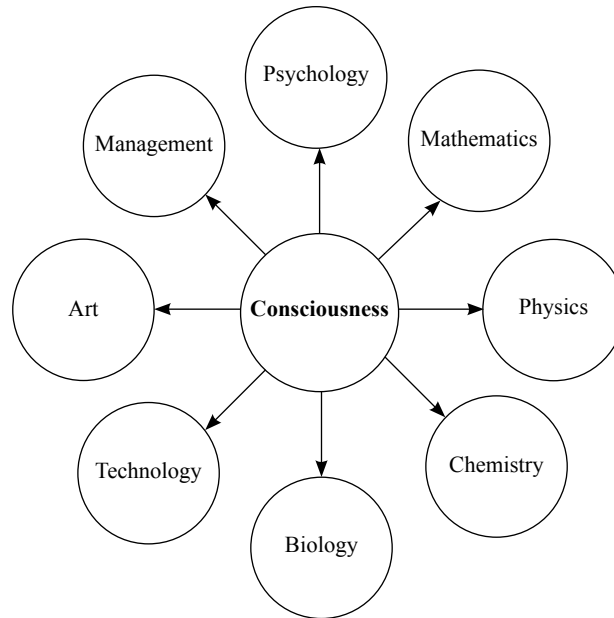 Psychology
Management
Mathematics
Art
Consciousness
Physics
Technology
Chemistry
Biology